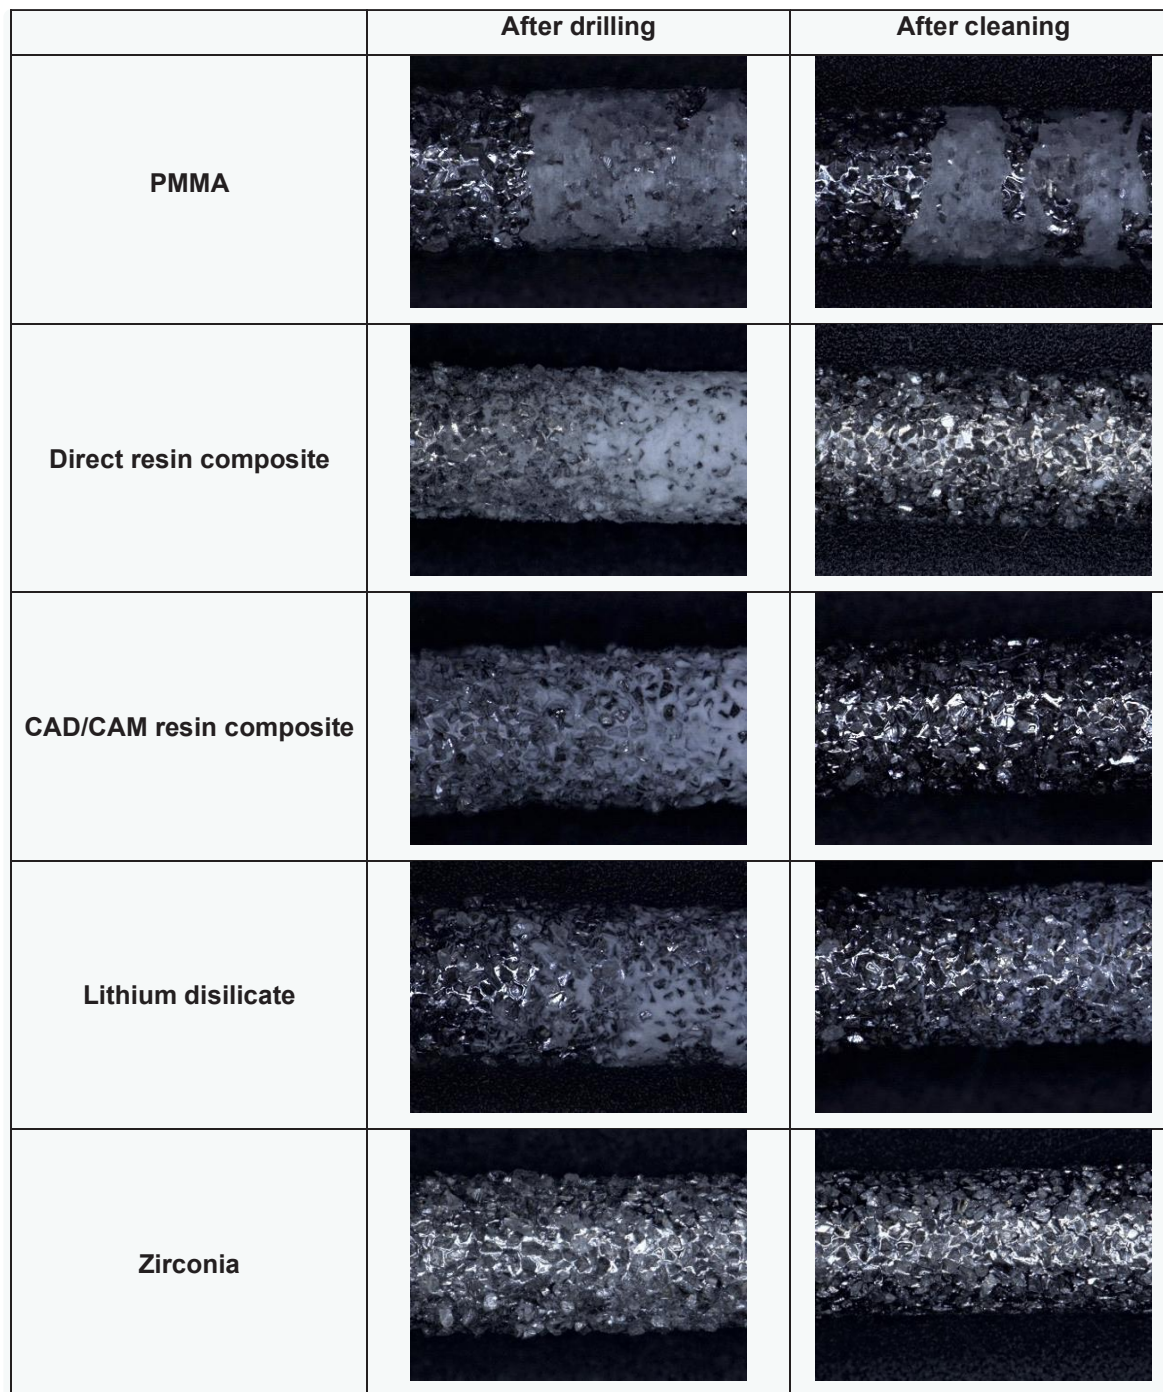 After drilling
After cleaning
PMMA
Direct resin composite
CAD/CAM resin composite
Lithium disilicate
Zirconia